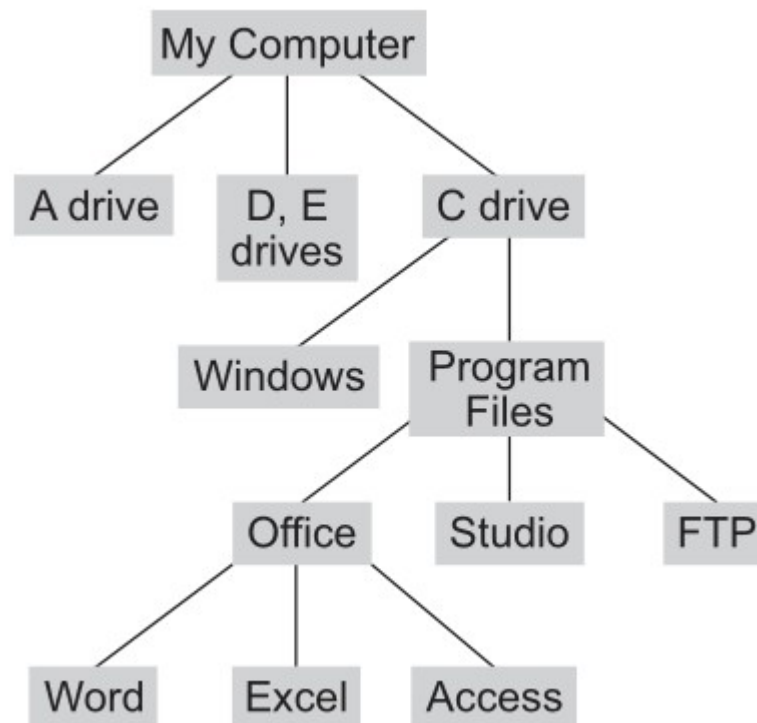 My Computer
A drive
D, E
drives
C drive
Windows
Program
Files
Office
Studio
FTP
Word
Excel
Access